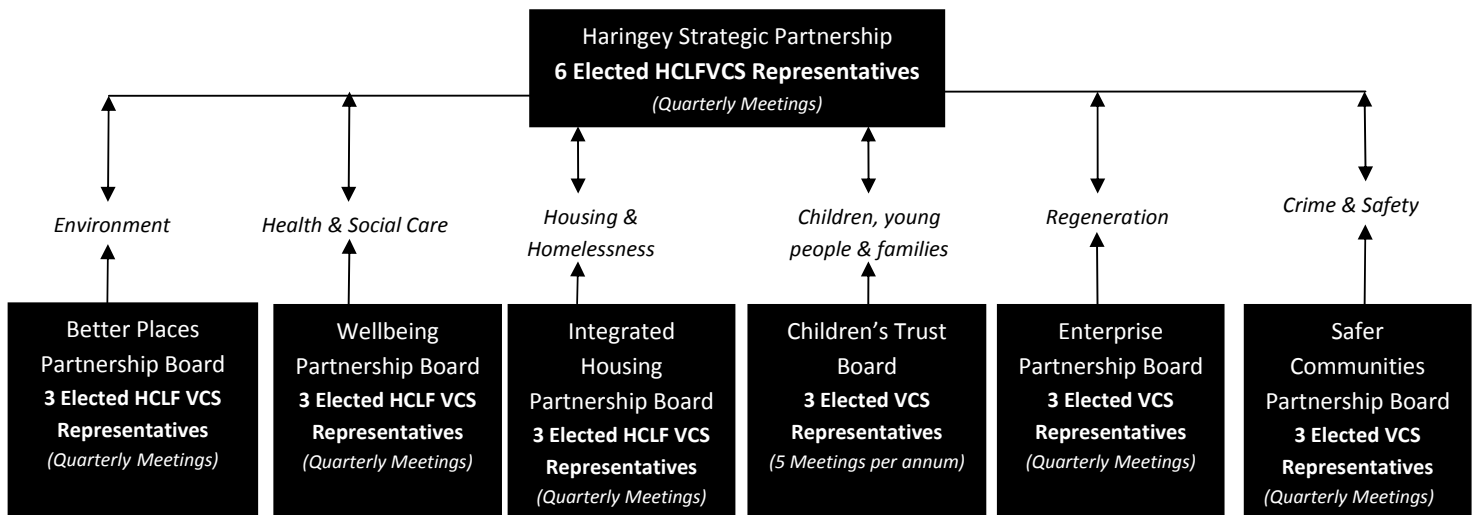 Haringey Strategic Partnership
6 Elected HCLFVCS Representatives
(Quarterly Meetings)
Environment
Health & Social Care
Housing &
Homelessness
Children, young
people & families
Regeneration
Crime & Safety
Better Places
Partnership Board
3 Elected HCLF VCS
Representatives
(Quarterly Meetings)
Wellbeing
Partnership Board
3 Elected HCLF VCS
Representatives
(Quarterly Meetings)
Integrated
Housing
Partnership Board
3 Elected HCLF VCS
Representatives
(Quarterly Meetings)
Children’s Trust
Board
3 Elected VCS
Representatives
(5 Meetings per annum)
Enterprise
Partnership Board
3 Elected VCS
Representatives
(Quarterly Meetings)
Safer
Communities
Partnership Board
3 Elected VCS
Representatives
(Quarterly Meetings)